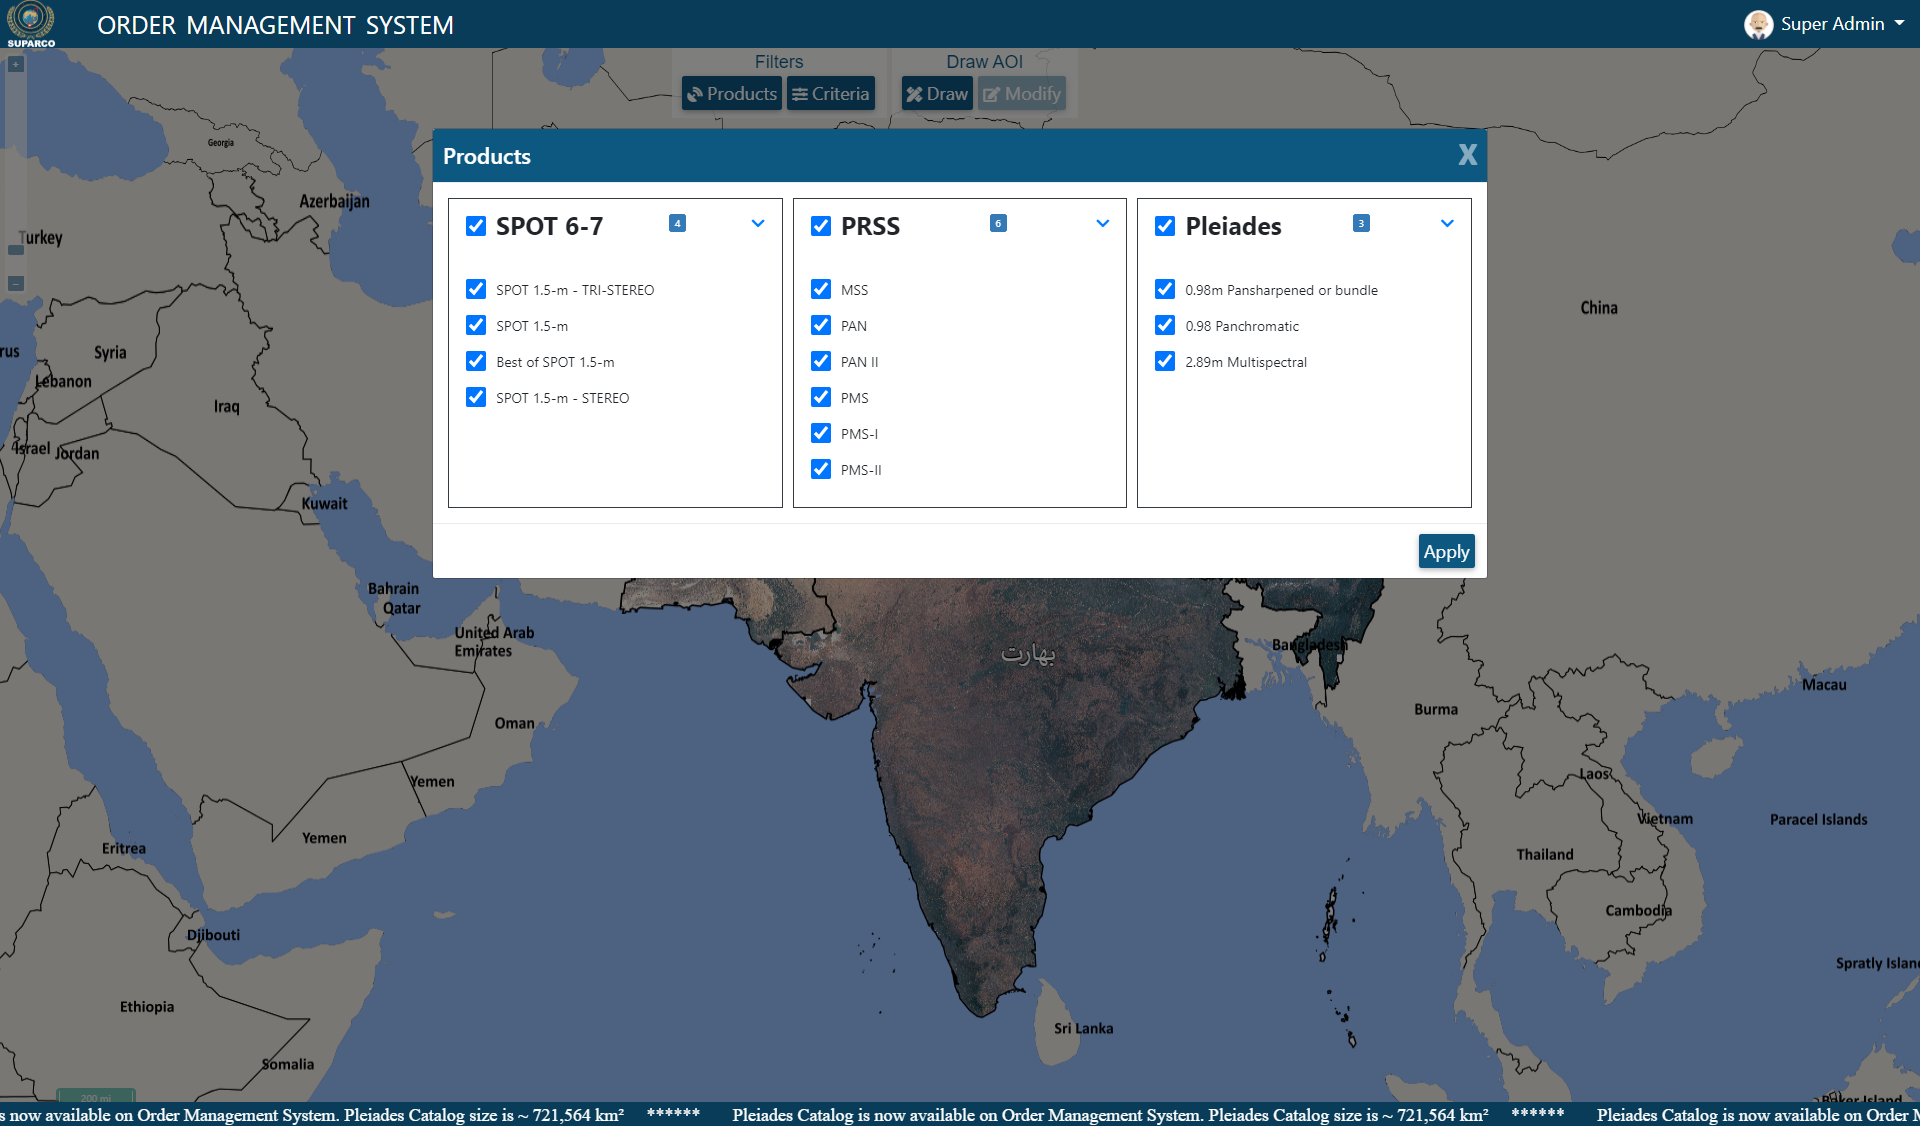 SUPARCO
ORDER MANAGEMENT SYSTEM
Super Admin
Filters
Draw AOI
Products
Criteria
Draw
Modify
Products
X
SPOT 6-7
4
SPOT 1.5-m - TRI-STEREO
SPOT 1.5-m
Best of SPOT 1.5-m
SPOT 1.5-m - STEREO
PRSS
6
MSS
PAN
PAN II
PMS
PMS-I
PMS-II
Pleiades
3
0.98m Pansharpened or bundle
0.98 Panchromatic
2.89m Multispectral
Apply
Georgia
Azerbaijan
Turkey
Syria
Lebanon
Iraq
Israel
Jordan
Kuwait
Bahrain
Qatar
United Arab
Emirates
Oman
Yemen
Yemen
Eritrea
Djibouti
Ethiopia
Somalia
China
بھارت
Bangladesh
Burma
Macau
Laos
Vietnam
Paracel Islands
Thailand
Cambodia
Sri Lanka
200 mi
s now available on Order Management System. Pleiades Catalog size is ~ 721,564 km² ****** Pleiades Catalog is now available on Order Management System. Pleiades Catalog size is ~ 721,564 km² ****** Pleiades Catalog is now available on Order